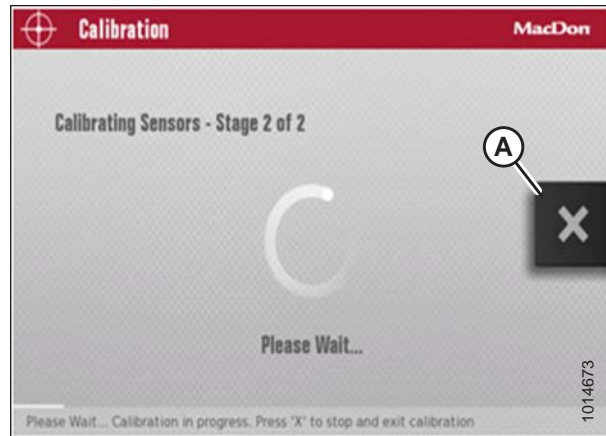 Calibration
MacDon
Calibrating Sensors - Stage 2 of 2
A
X
Please Wait...
Please Wait... Calibration in progress. Press "X" to stop and exit calibration
1014673